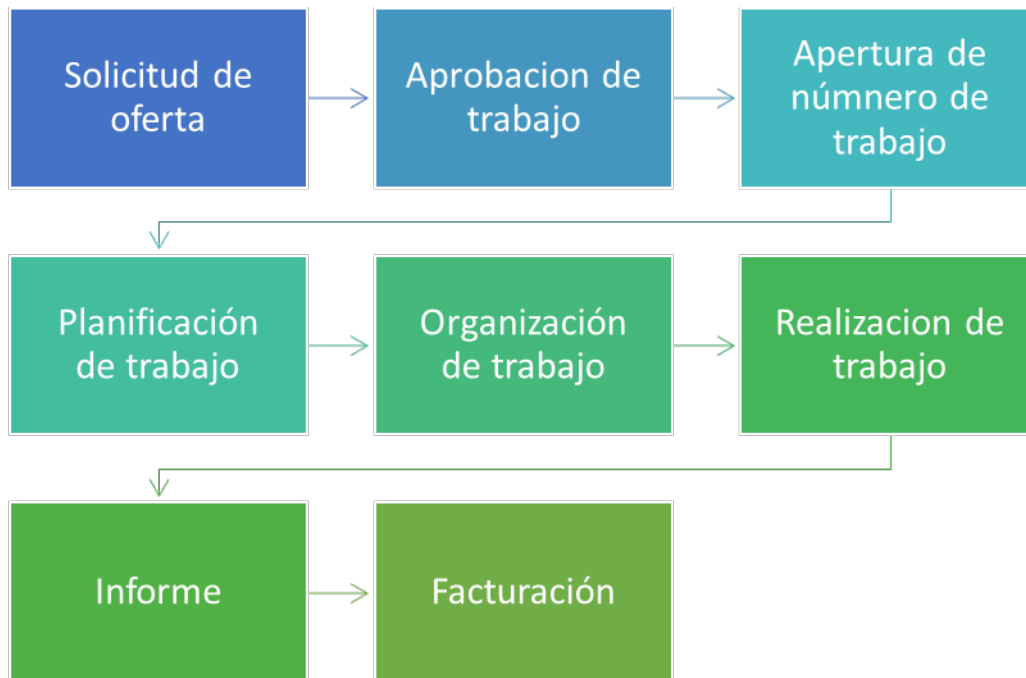 Solicitud de
oferta
Aprobacion de
trabajo
Apertura de
númnero de
trabajo
Planificación
de trabajo
Organización
de trabajo
Realizacion de
trabajo
Informe
Facturación